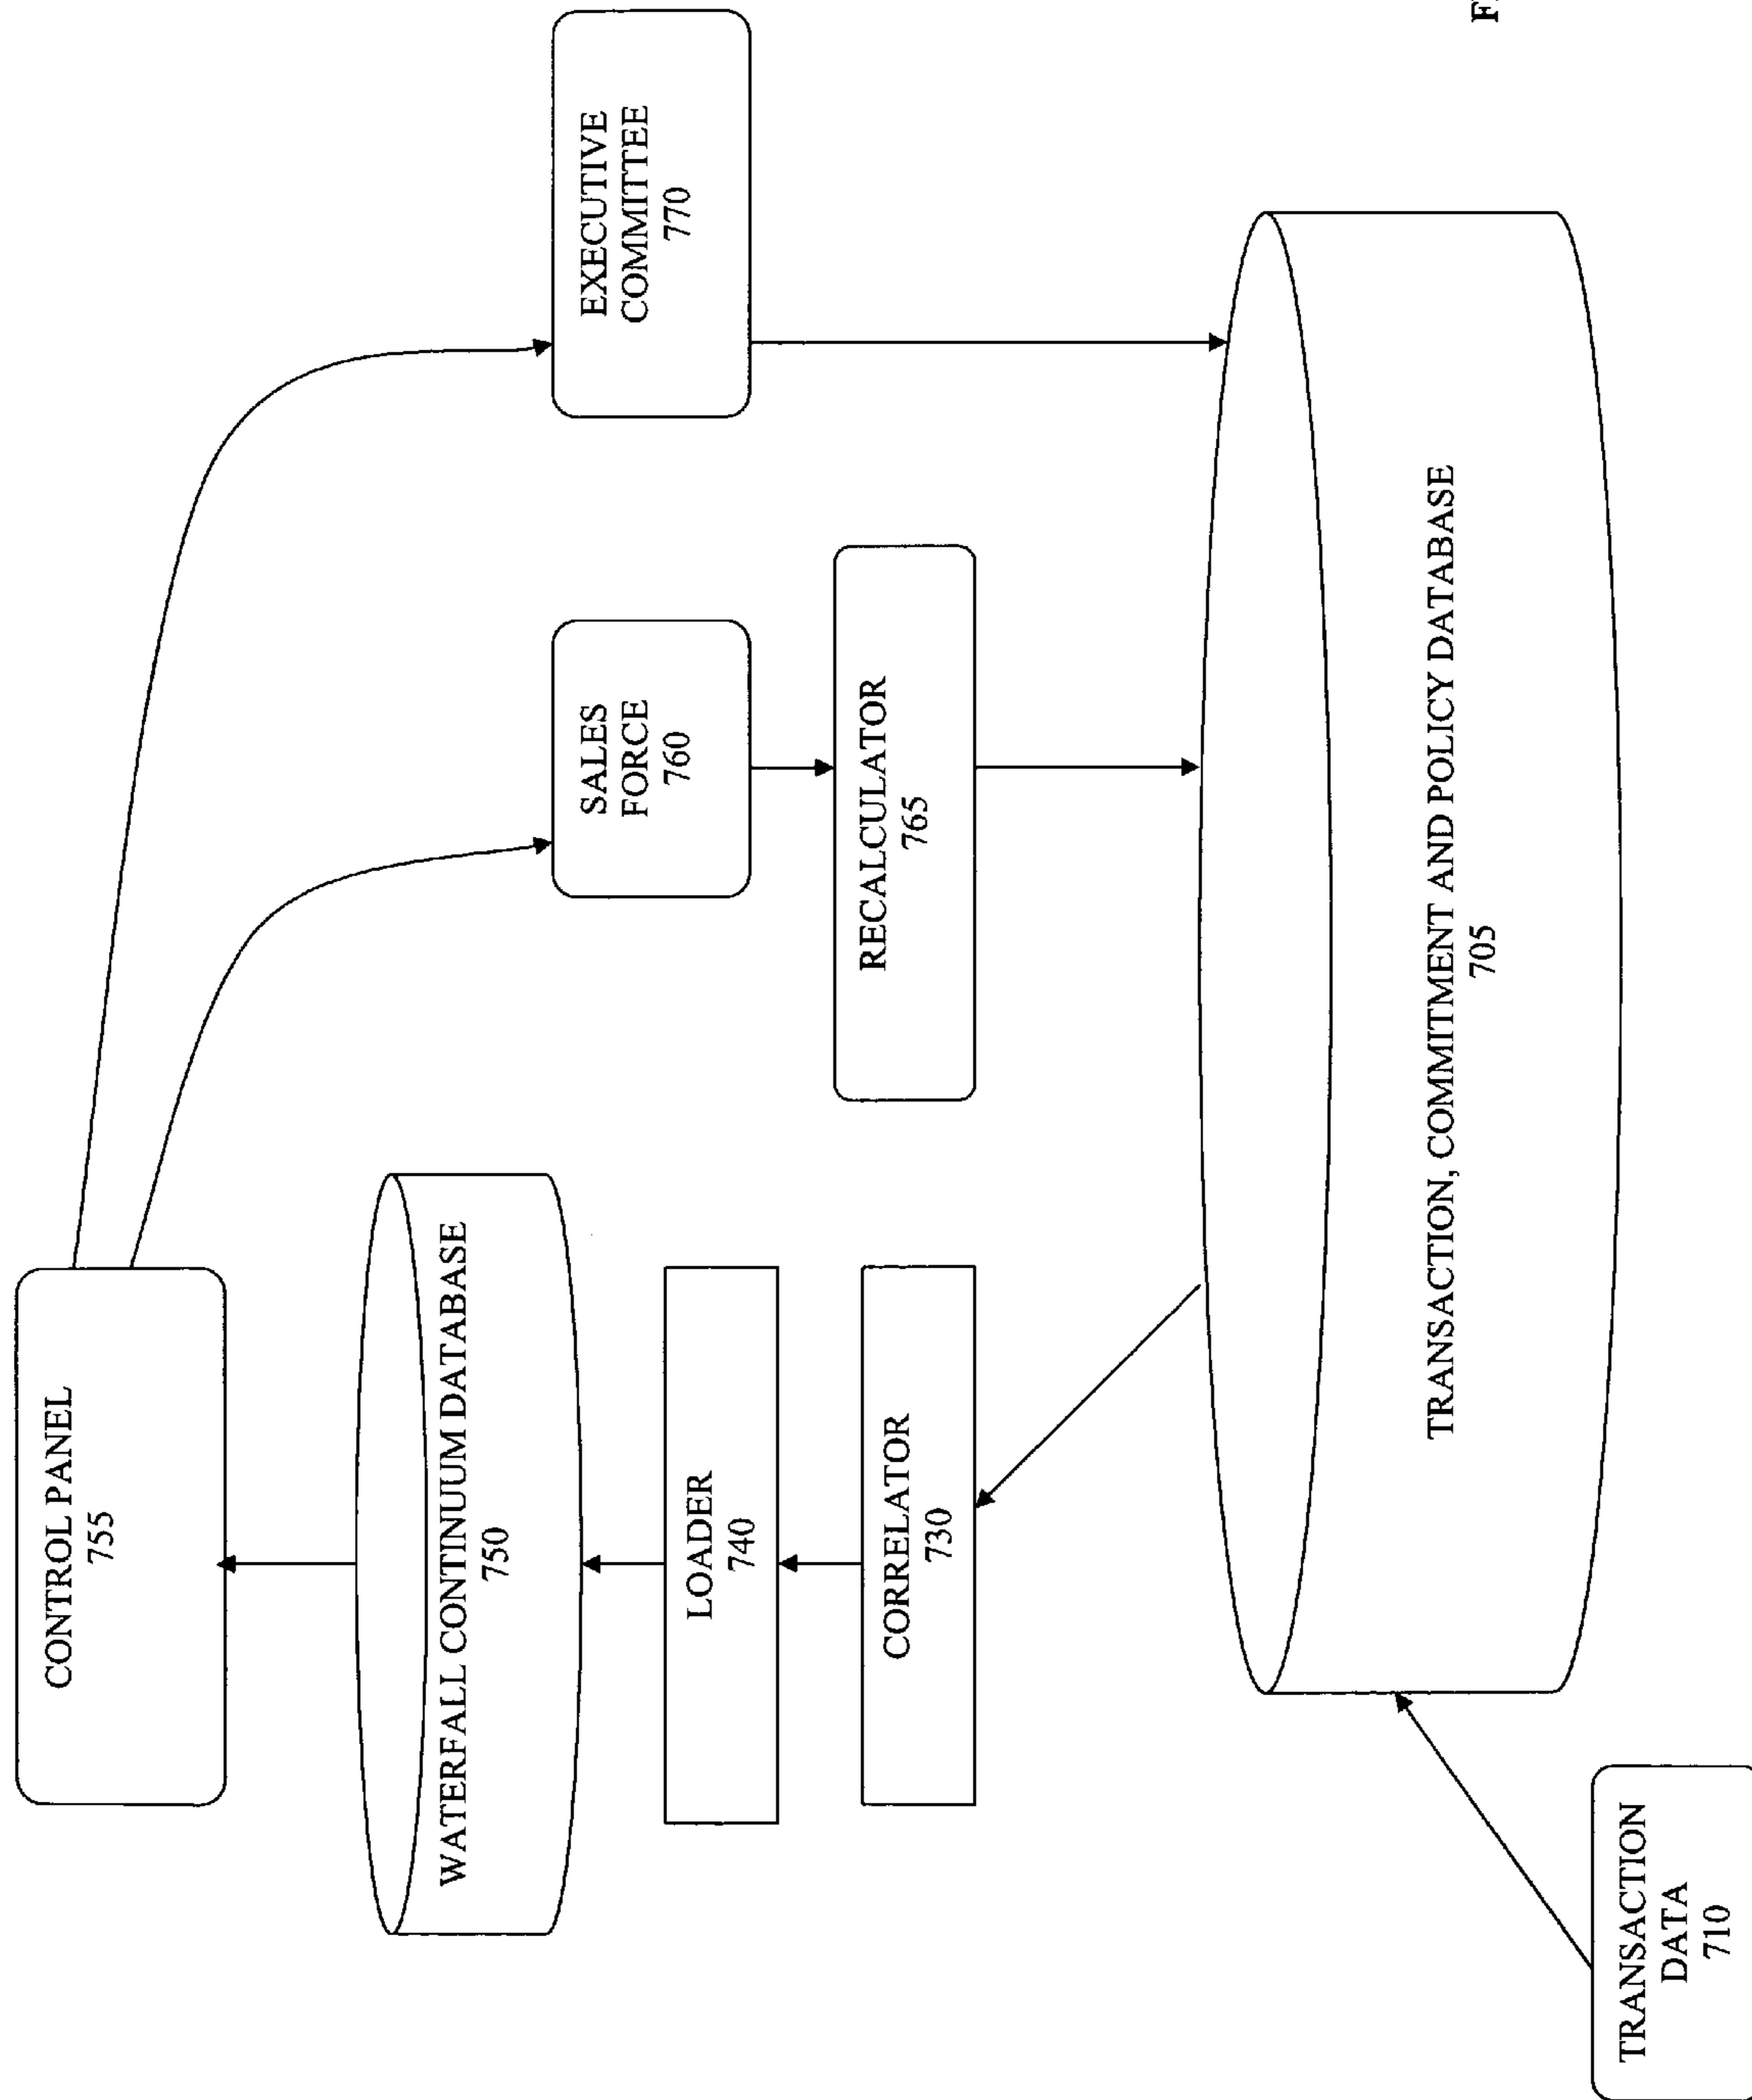 CONTROL PANEL
755
WATERFALL CONTINUUM DATABASE
750
LOADER
740
CORRELATOR
730
SALES
FORCE
760
RECALCULATOR
765
EXECUTIVE
COMMITTEE
770
TRANSACTION, COMMITMENT AND POLICY DATABASE
705
TRANSACTION
DATA
710